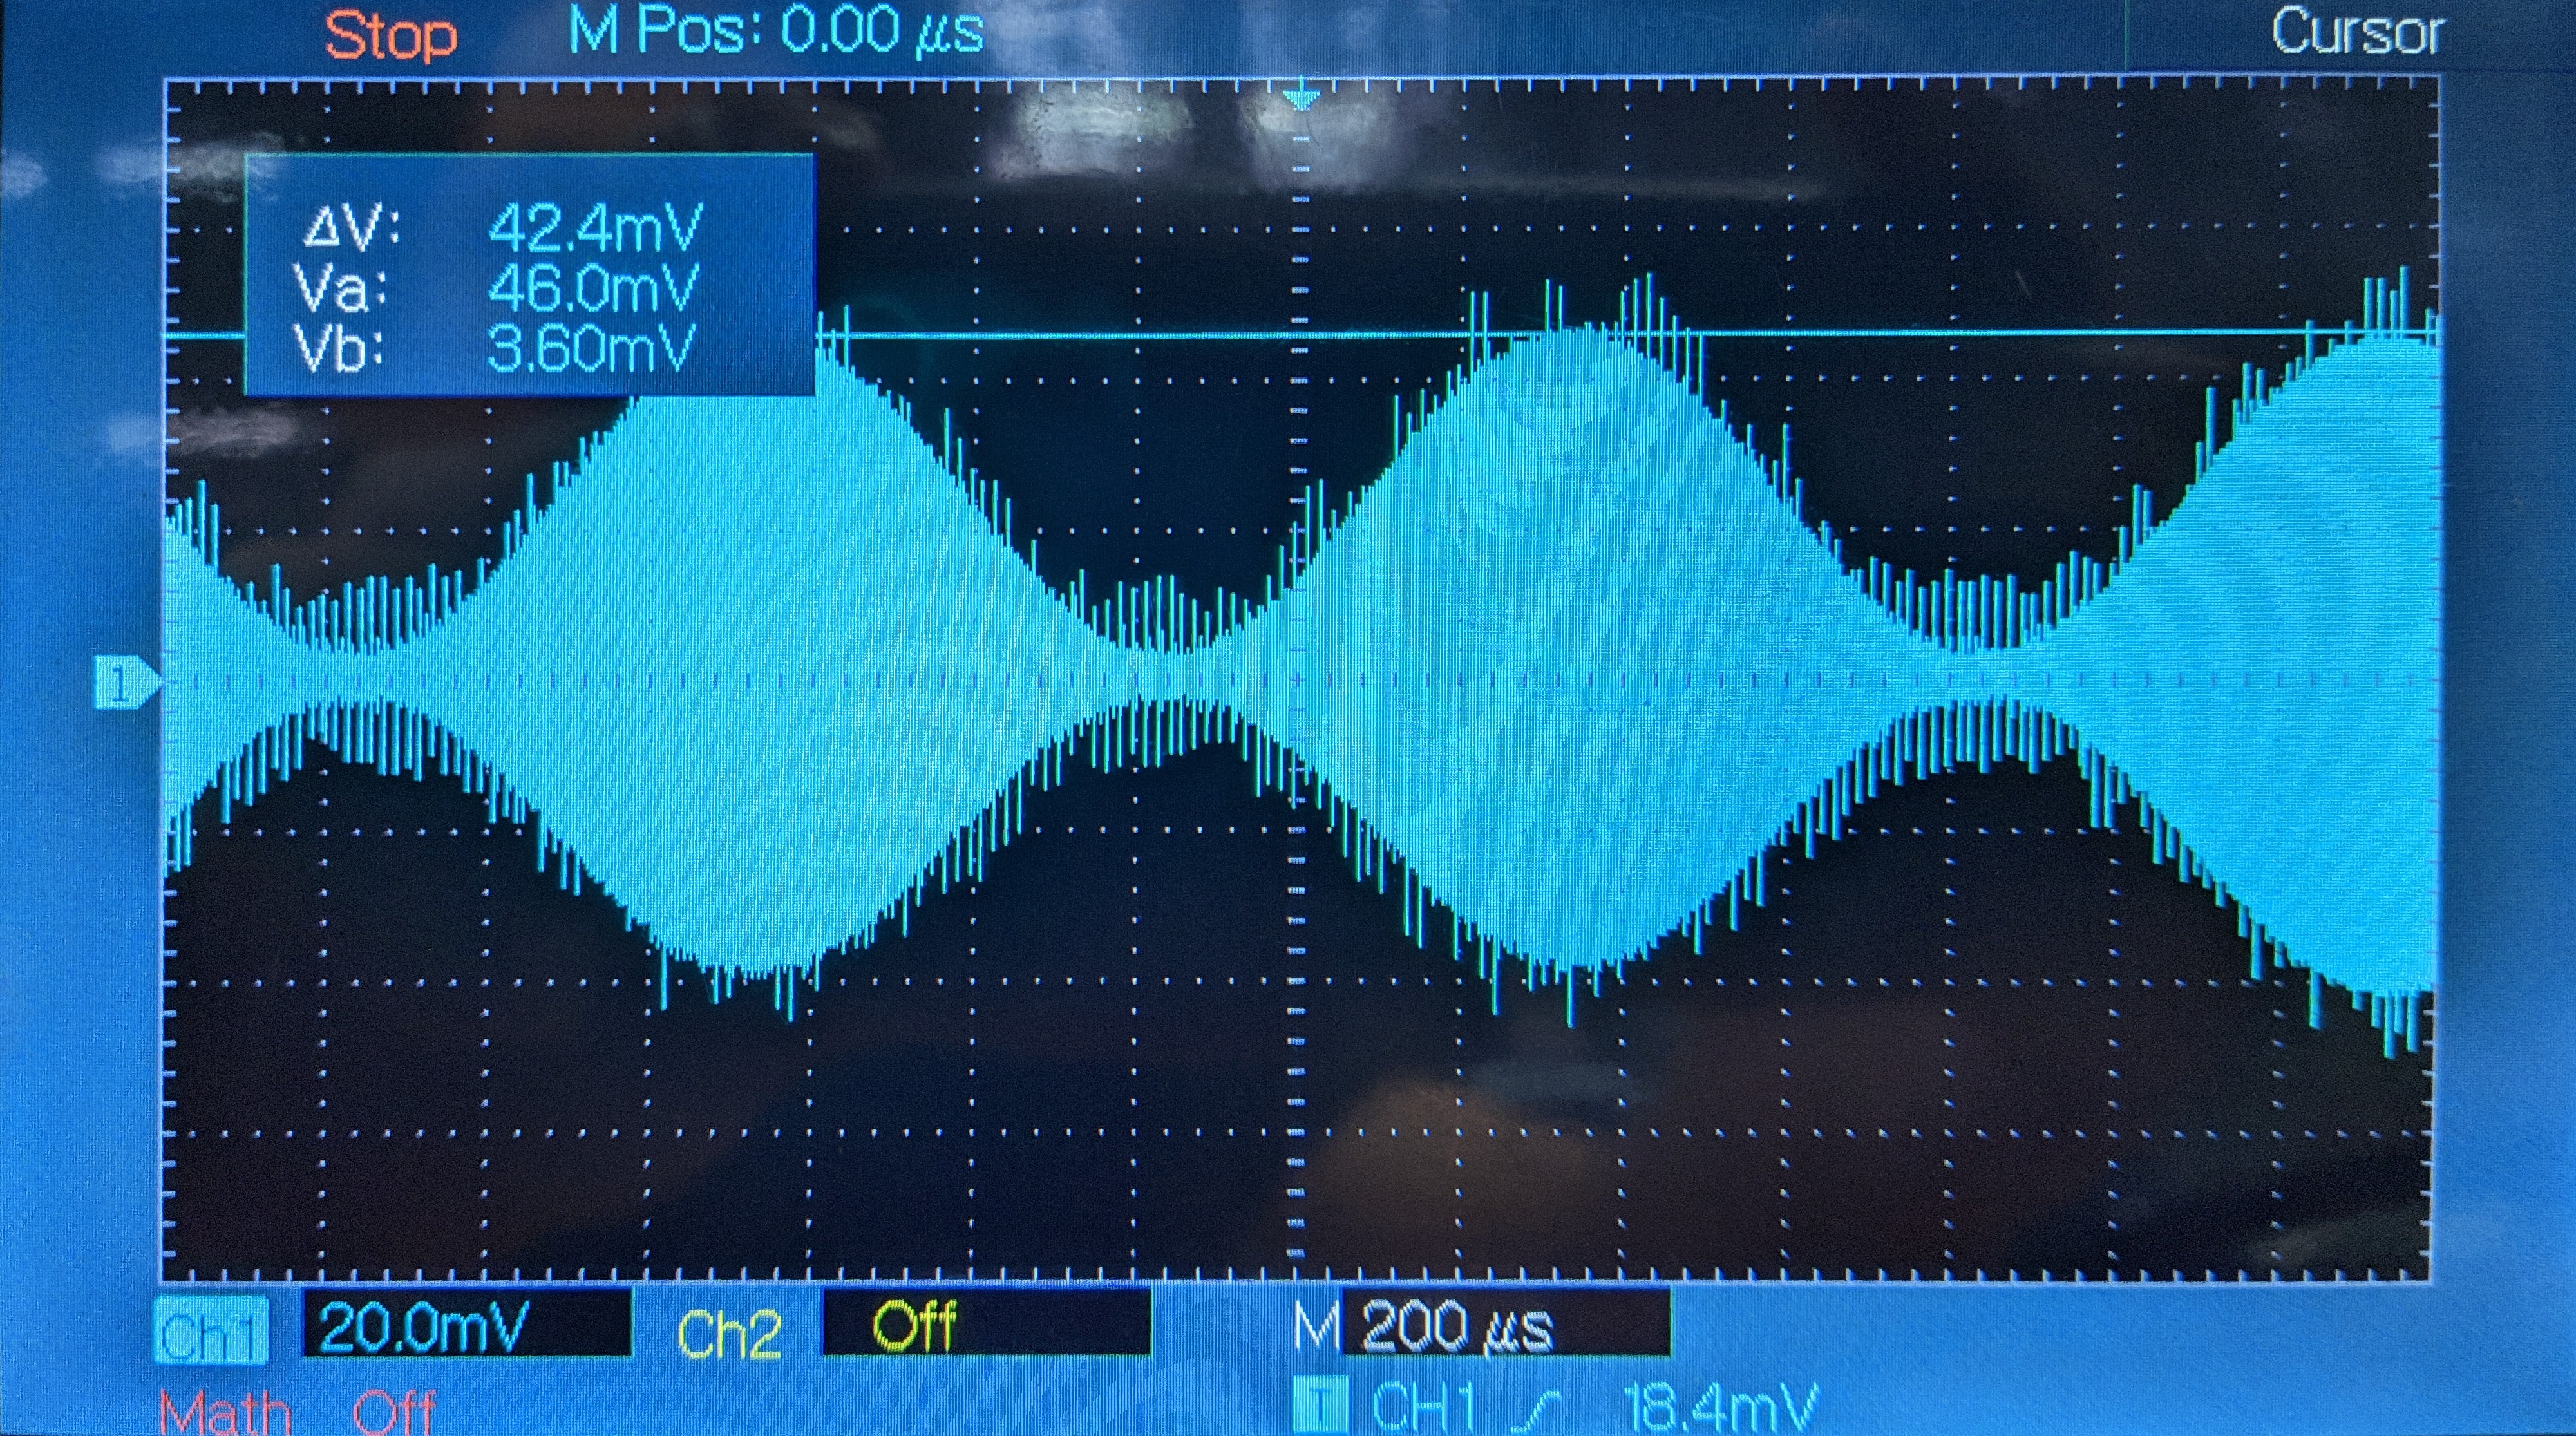 Stop M Pos: 0.00 μs Cursor
ΔV: 42.4mV
Va: 46.0mV
Vb: 3.60mV
1
Ch1 20.0mV Ch2 Off M 200 μs
Math Off T CH1 18.4mV